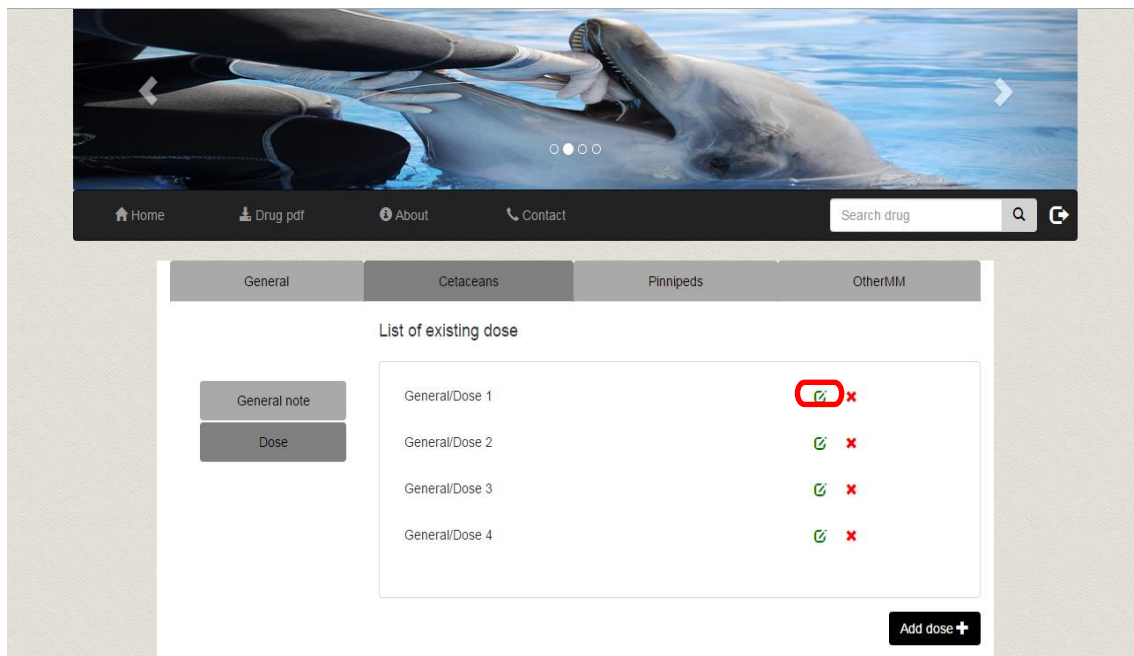 Home Drug pdf About Contact Search drug
General Cetaceans Pinnipeds OtherMM
List of existing dose
General note
Dose
General/Dose 1
General/Dose 2
General/Dose 3
General/Dose 4
Add dose